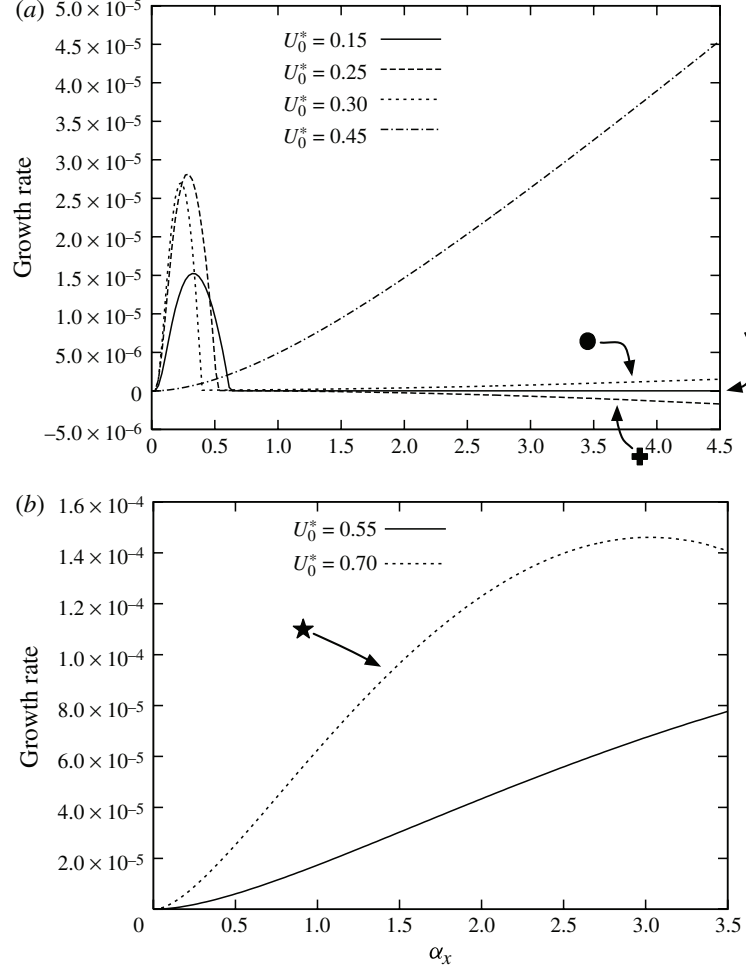 (a)
5.0 × 10⁻⁵
4.5 × 10⁻⁵
4.0 × 10⁻⁵
3.5 × 10⁻⁵
3.0 × 10⁻⁵
2.5 × 10⁻⁵
2.0 × 10⁻⁵
1.5 × 10⁻⁵
1.0 × 10⁻⁵
5.0 × 10⁻⁶
0
−5.0 × 10⁻⁶
Growth rate
U₀* = 0.15
U₀* = 0.25
U₀* = 0.30
U₀* = 0.45
0 0.5 1.0 1.5 2.0 2.5 3.0 3.5 4.0 4.5
(b)
1.6 × 10⁻⁴
1.4 × 10⁻⁴
1.2 × 10⁻⁴
1.0 × 10⁻⁴
8.0 × 10⁻⁵
6.0 × 10⁻⁵
4.0 × 10⁻⁵
2.0 × 10⁻⁵
Growth rate
U₀* = 0.55
U₀* = 0.70
0 0.5 1.0 1.5 2.0 2.5 3.0 3.5
αₓ